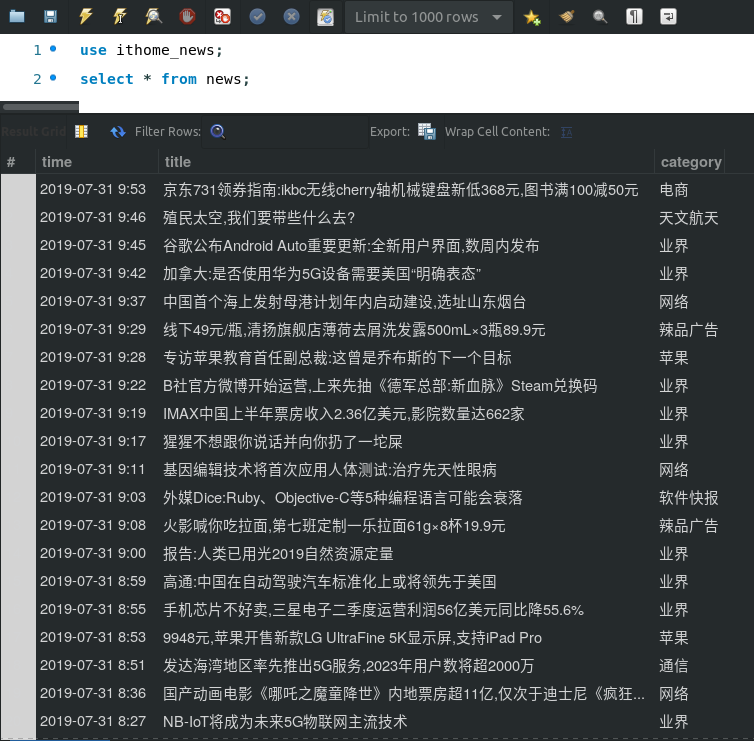 Limit to 1000 rows
1 use ithome_news;
2 select * from news;
Result Grid Filter Rows: Export: Wrap Cell Content:
# time title category
2019-07-31 9:53 京东731领券指南:ikbc无线cherry轴机械键盘新低368元,图书满100减50元 电商
2019-07-31 9:46 殖民太空,我们要带些什么去? 天文航天
2019-07-31 9:45 谷歌公布Android Auto重要更新:全新用户界面,数周内发布 业界
2019-07-31 9:42 加拿大:是否使用华为5G设备需要美国“明确表态” 业界
2019-07-31 9:37 中国首个海上发射母港计划年内启动建设,选址山东烟台 网络
2019-07-31 9:29 线下49元/瓶,清扬旗舰店薄荷去屑洗发露500mL×3瓶89.9元 辣品广告
2019-07-31 9:28 专访苹果教育首任副总裁:这曾是乔布斯的下一个目标 苹果
2019-07-31 9:22 B社官方微博开始运营,上来先抽《德军总部:新血脉》Steam兑换码 业界
2019-07-31 9:19 IMAX中国上半年票房收入2.36亿美元,影院数量达662家 业界
2019-07-31 9:17 猩猩不想跟你说话并向你扔了一坨屎 业界
2019-07-31 9:11 基因编辑技术将首次应用人体测试:治疗先天性眼病 网络
2019-07-31 9:03 外媒Dice:Ruby、Objective-C等5种编程语言可能会衰落 软件快报
2019-07-31 9:08 火影喊你吃拉面,第七班定制一乐拉面61g×8杯19.9元 辣品广告
2019-07-31 9:00 报告:人类已用光2019自然资源定量 业界
2019-07-31 8:59 高通:中国在自动驾驶汽车标准化上或将领先于美国 业界
2019-07-31 8:55 手机芯片不好卖,三星电子二季度运营利润56亿美元同比降55.6% 业界
2019-07-31 8:53 9948元,苹果开售新款LG UltraFine 5K显示屏,支持iPad Pro 苹果
2019-07-31 8:51 发达海湾地区率先推出5G服务,2023年用户数将超2000万 通信
2019-07-31 8:36 国产动画电影《哪吒之魔童降世》内地票房超11亿,仅次于迪士尼《疯狂... 网络
2019-07-31 8:27 NB-IoT将成为未来5G物联网主流技术 业界